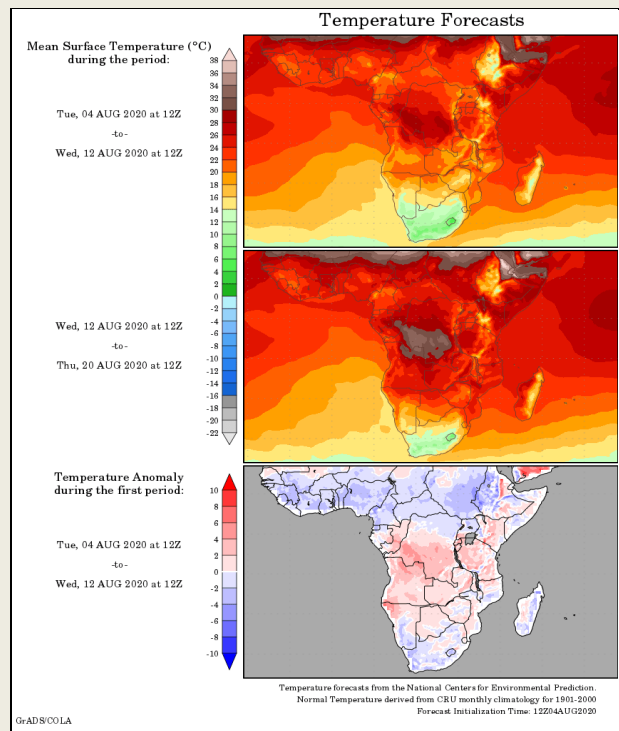 Temperature Forecasts
Mean Surface Temperature (°C)
during the period:
38
36
34
32
30
28
26
24
22
20
18
16
14
12
10
8
6
4
2
0
-2
-4
-6
-8
-10
-12
-14
-16
-18
-20
-22
Tue, 04 AUG 2020 at 12Z
-to-
Wed, 12 AUG 2020 at 12Z
Wed, 12 AUG 2020 at 12Z
-to-
Thu, 20 AUG 2020 at 12Z
Temperature Anomaly
during the first period:
10
8
6
4
2
0
-2
-4
-6
-8
-10
Tue, 04 AUG 2020 at 12Z
-to-
Wed, 12 AUG 2020 at 12Z
Temperature forecasts from the National Centers for Environmental Prediction.
Normal Temperature derived from CRU monthly climatology for 1901-2000
Forecast Initialization Time: 12Z04AUG2020
GrADS/COLA